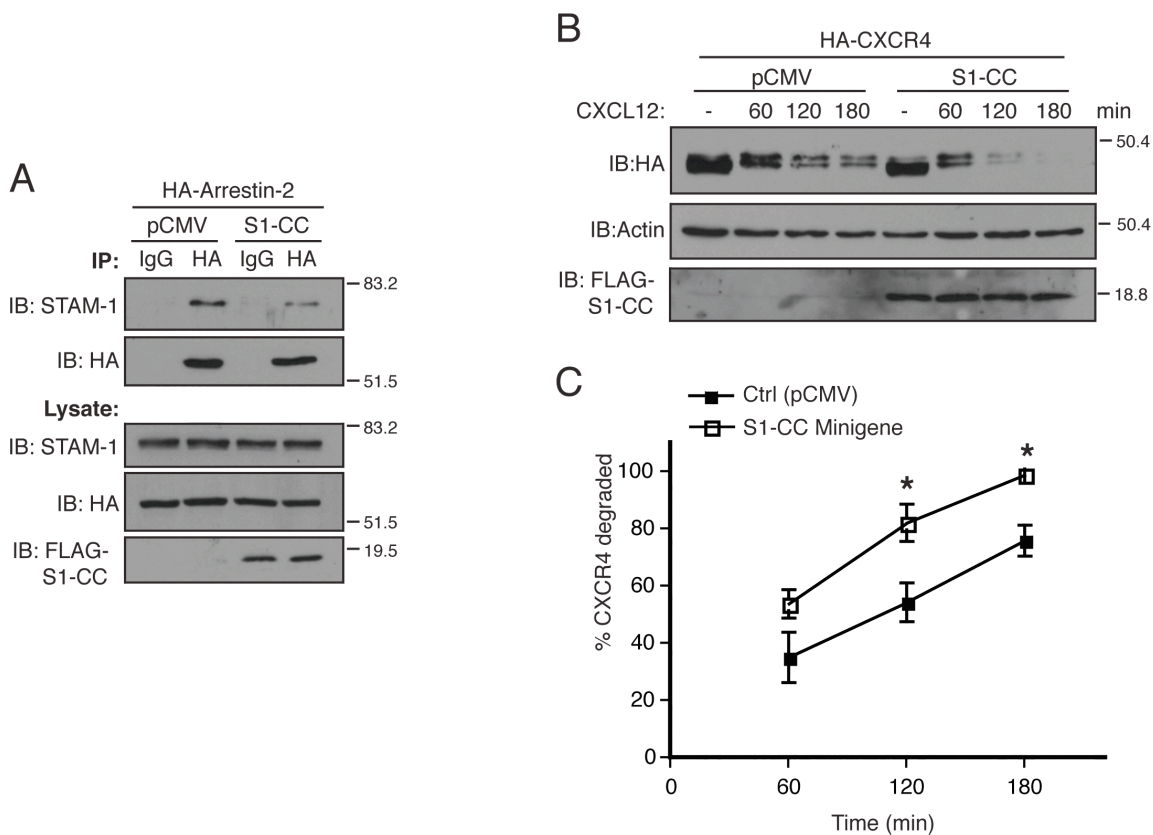 A
HA-Arrestin-2
pCMV S1-CC
IP: IgG HA IgG HA
IB: STAM-1 83.2
IB: HA 51.5
Lysate:
IB: STAM-1 83.2
IB: HA 51.5
IB: FLAG- 19.5
S1-CC
B
HA-CXCR4
pCMV S1-CC
CXCL12: - 60 120 180 - 60 120 180 min
IB:HA 50.4
IB:Actin 50.4
IB: FLAG-
S1-CC 18.8
C
Ctrl (pCMV)
S1-CC Minigene
% CXCR4 degraded
100
80
60
40
20
0
* *
0 60 120 180
Time (min)